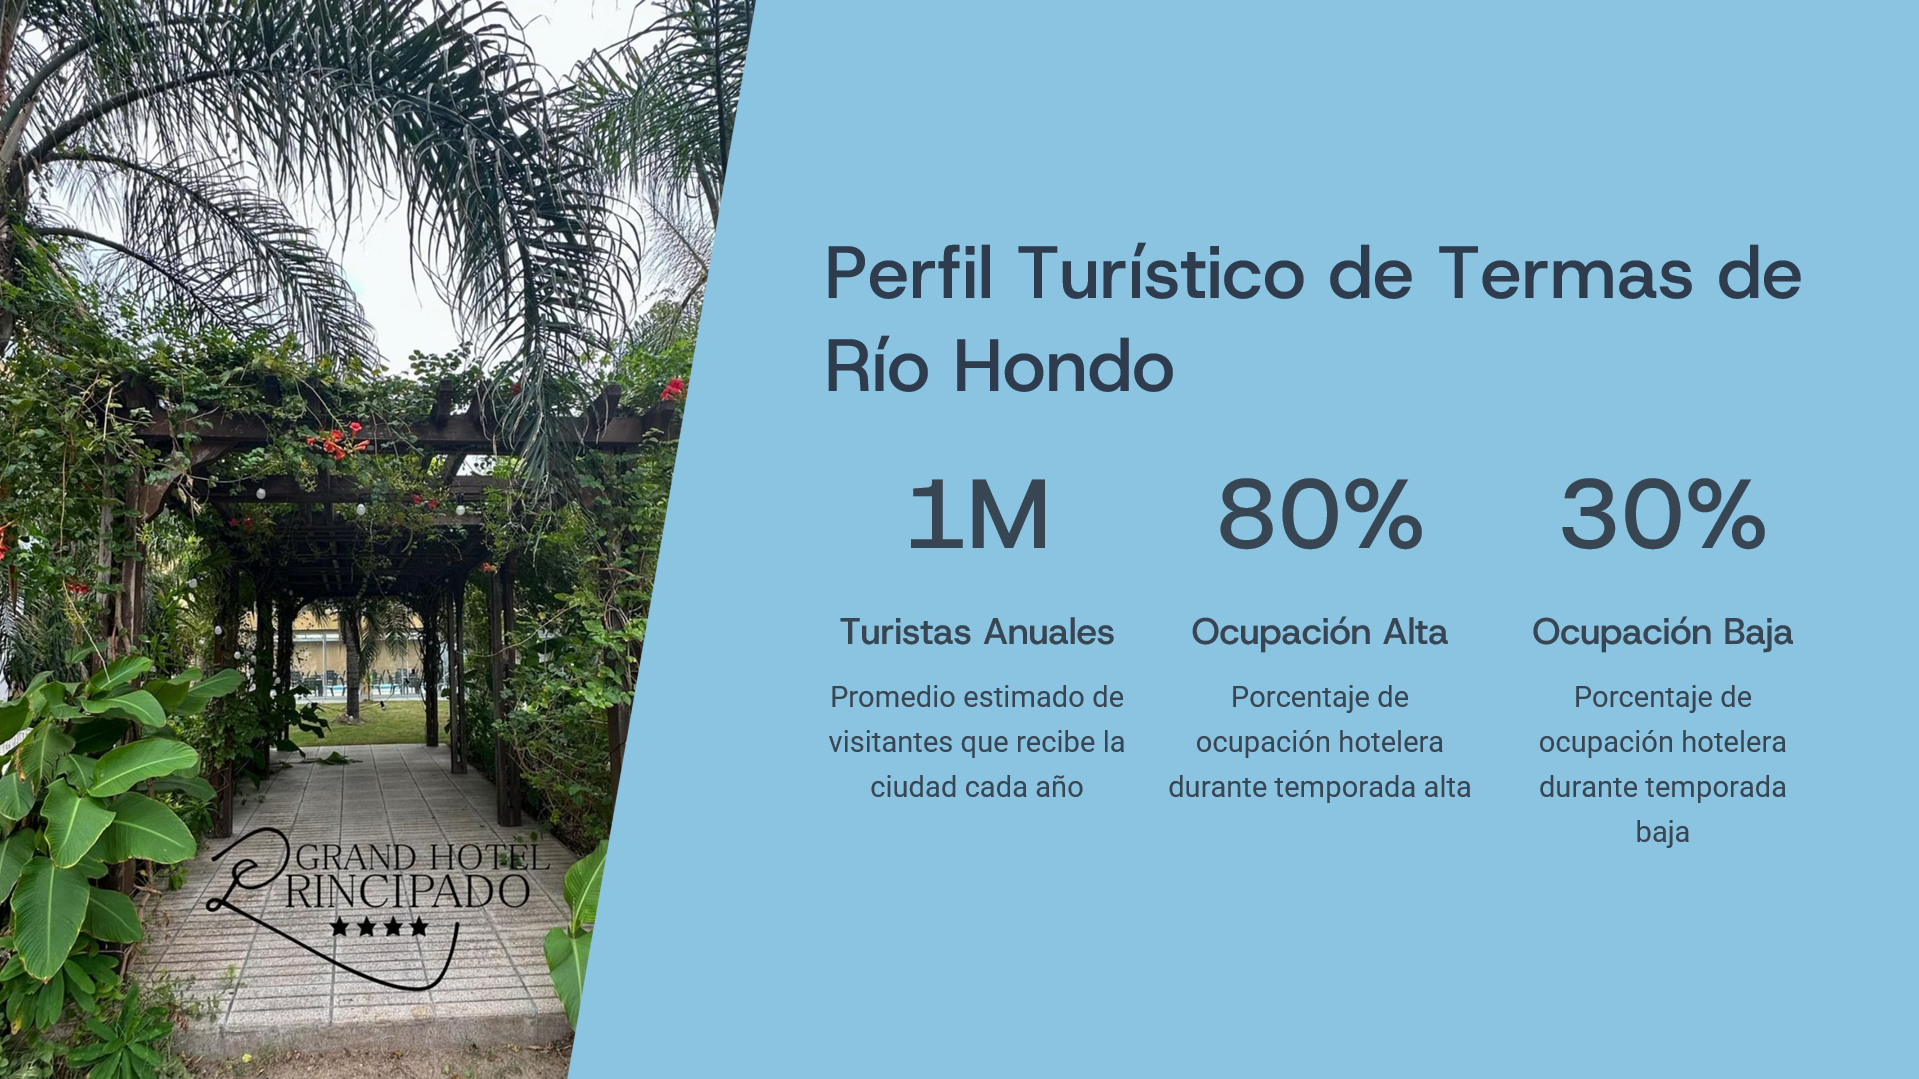 Perfil Turístico de Termas de
Río Hondo
1M
80%
30%
Turistas Anuales
Ocupación Alta
Ocupación Baja
Promedio estimado de
visitantes que recibe la
ciudad cada año
Porcentaje de
ocupación hotelera
durante temporada alta
Porcentaje de
ocupación hotelera
durante temporada
baja
GRAND HOTEL
PRINCIPADO